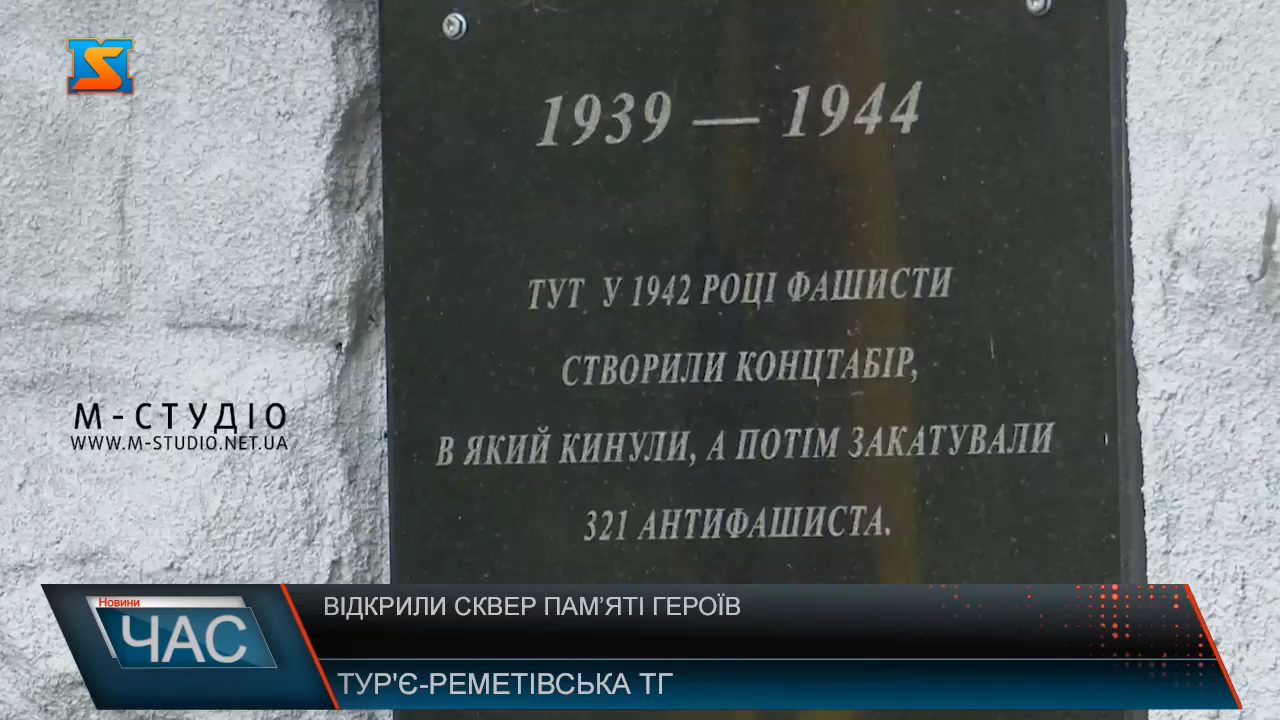 1939 — 1944
ТУТ У 1942 РОЦІ ФАШИСТИ
СТВОРИЛИ КОНЦТАБІР,
В ЯКИЙ КИНУЛИ, А ПОТІМ ЗАКАТУВАЛИ
321 АНТИФАШИСТА.
М-СТУДІО
WWW.M-STUDIO.NET.UA
Новини
ЧАС
ВІДКРИЛИ СКВЕР ПАМ’ЯТІ ГЕРОЇВ
ТУР'Є-РЕМЕТІВСЬКА ТГ